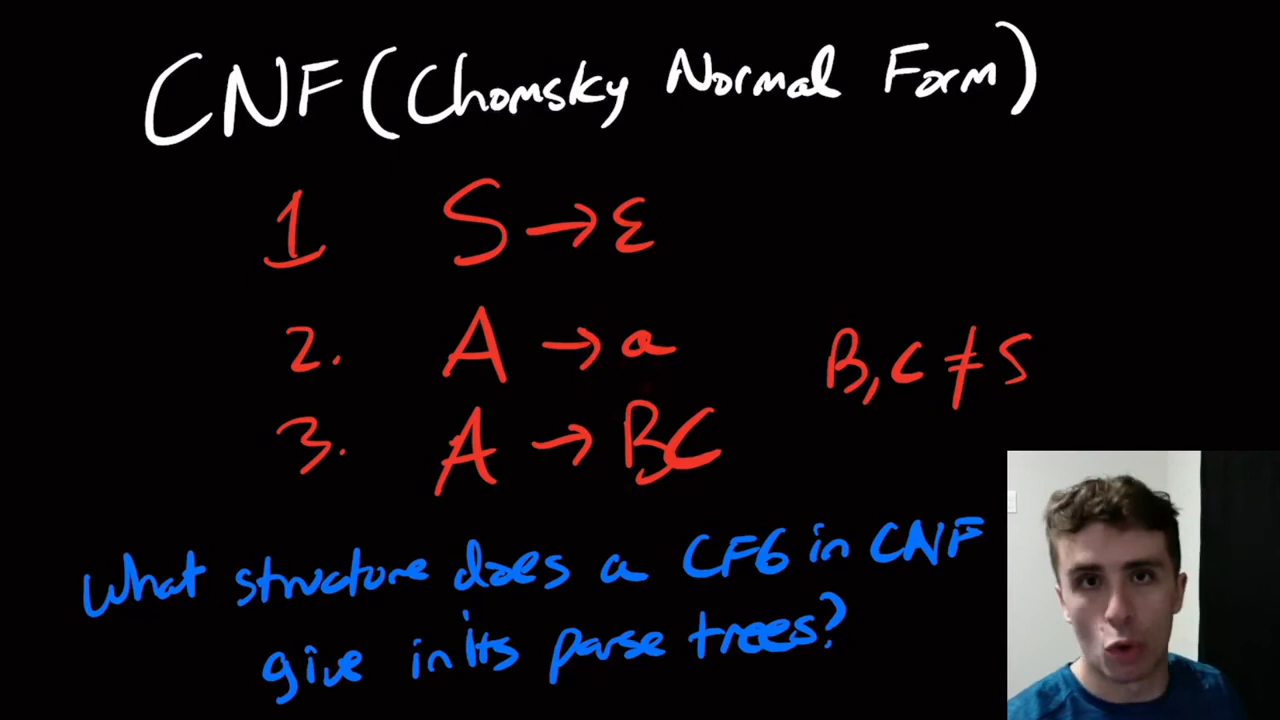 CNF (Chomsky Normal Form)
1 S → ε
2. A → a
B, C ≠ S
3. A → BC
What structure does a CFG in CNF
give in its parse trees?